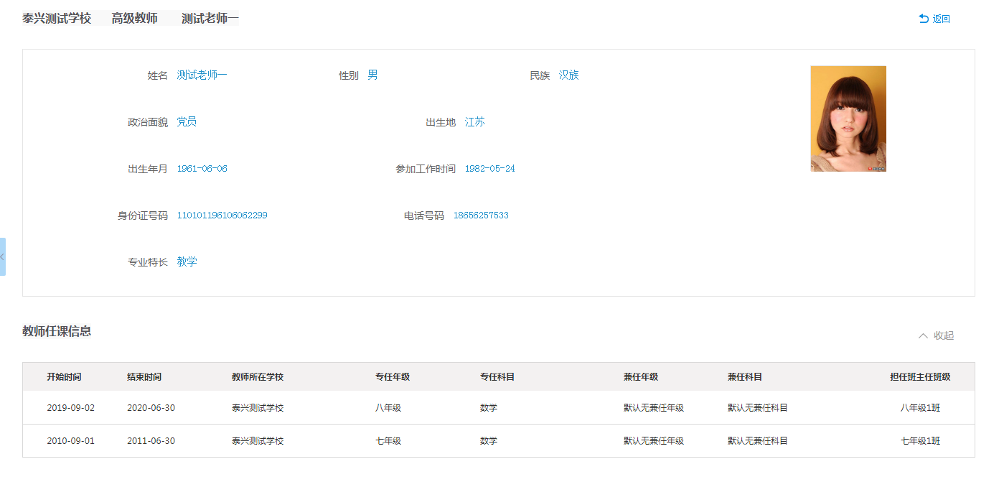 泰兴测试学校 高级教师 测试老师一 返回
姓名 测试老师一 性别 男 民族 汉族
政治面貌 党员 出生地 江苏
出生年月 1961-06-06 参加工作时间 1982-05-24
身份证号码 110101196106062299 电话号码 18656257533
专业特长 教学
教师任课信息 收起
开始时间 结束时间 教师所在学校 专任年级 专任科目 兼任年级 兼任科目 担任班主任班级
2019-09-02 2020-06-30 泰兴测试学校 八年级 数学 默认无兼任年级 默认无兼任科目 八年级1班
2010-09-01 2011-06-30 泰兴测试学校 七年级 数学 默认无兼任年级 默认无兼任科目 七年级1班